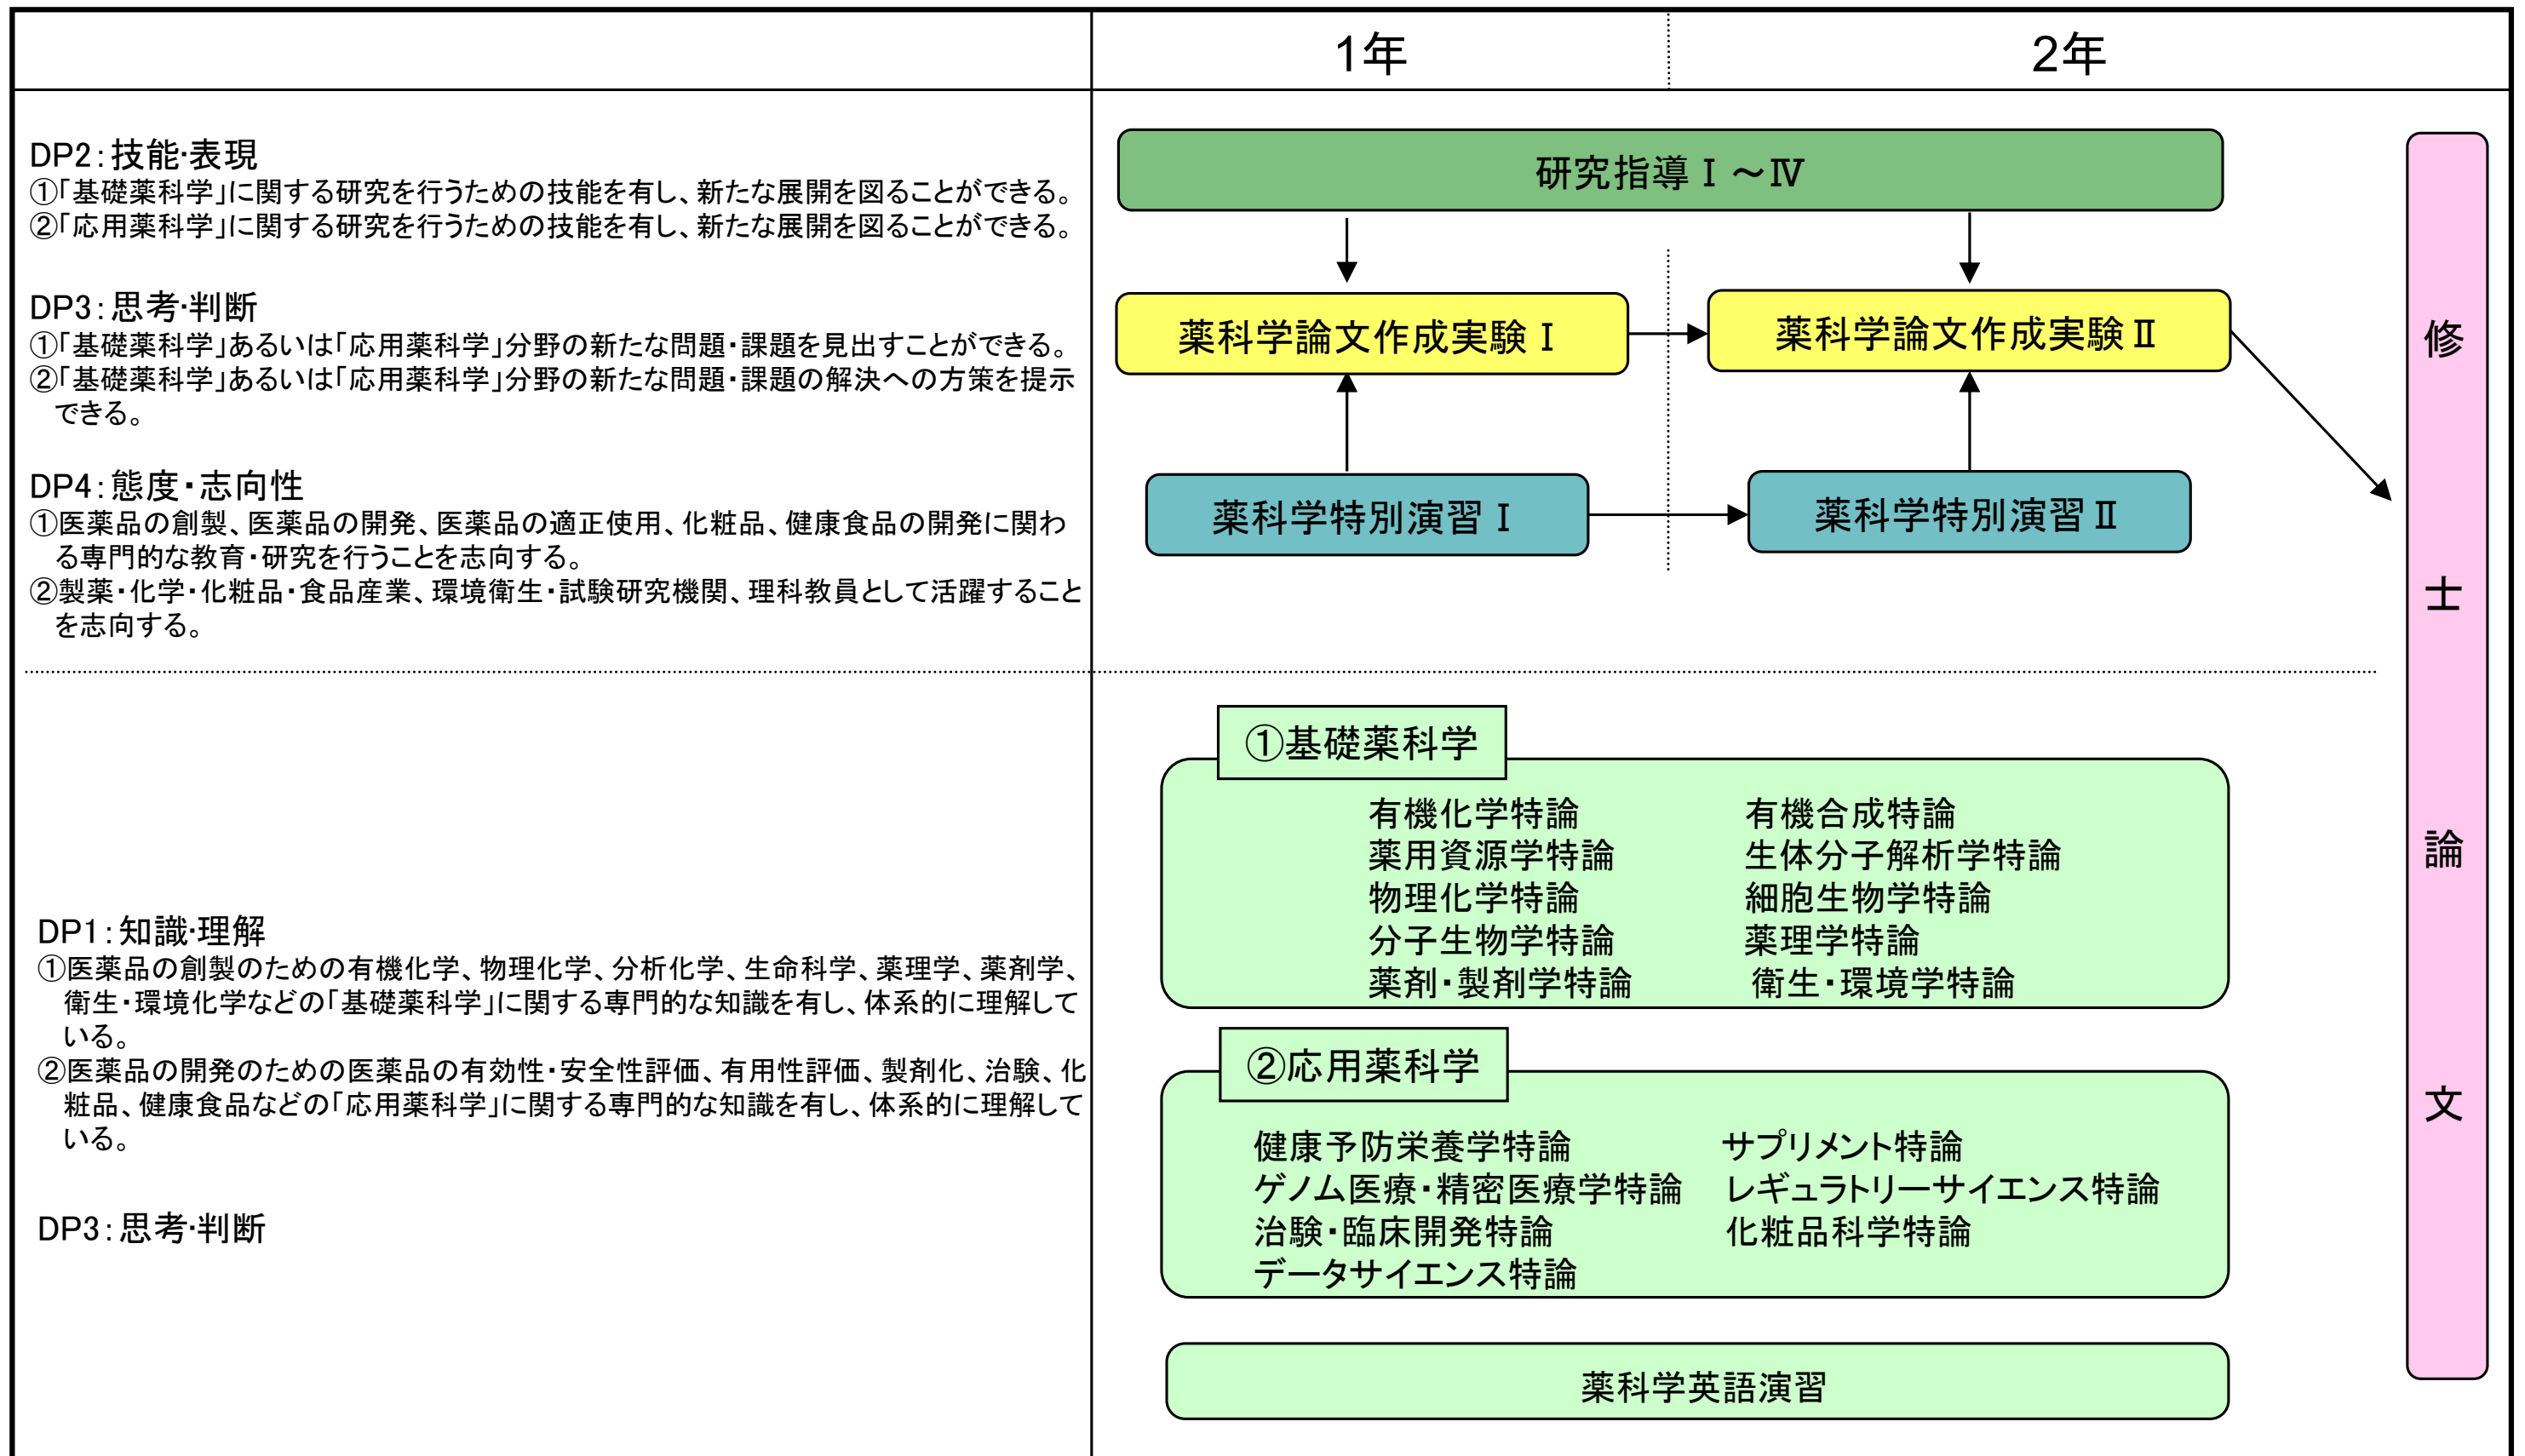 1年
2年
DP2：技能・表現
①「基礎薬科学」に関する研究を行うための技能を有し、新たな展開を図ることができる。
②「応用薬科学」に関する研究を行うための技能を有し、新たな展開を図ることができる。
DP3：思考・判断
①「基礎薬科学」あるいは「応用薬科学」分野の新たな問題・課題を見出すことができる。
②「基礎薬科学」あるいは「応用薬科学」分野の新たな問題・課題の解決への方策を提示
できる。
DP4：態度・志向性
①医薬品の創製、医薬品の開発、医薬品の適正使用、化粧品、健康食品の開発に関わ
る専門的な教育・研究を行うことを志向する。
②製薬・化学・化粧品・食品産業、環境衛生・試験研究機関、理科教員として活躍すること
を志向する。
研究指導Ⅰ～Ⅳ
薬科学論文作成実験Ⅰ
薬科学論文作成実験Ⅱ
薬科学特別演習Ⅰ
薬科学特別演習Ⅱ
修士論文
DP1：知識・理解
①医薬品の創製のための有機化学、物理化学、分析化学、生命科学、薬理学、薬剤学、
衛生・環境化学などの「基礎薬科学」に関する専門的な知識を有し、体系的に理解して
いる。
②医薬品の開発のための医薬品の有効性・安全性評価、有用性評価、製剤化、治験、化
粧品、健康食品などの「応用薬科学」に関する専門的な知識を有し、体系的に理解して
いる。
DP3：思考・判断
①基礎薬科学
有機化学特論 有機合成特論
薬用資源学特論 生体分子解析学特論
物理化学特論 細胞生物学特論
分子生物学特論 薬理学特論
薬剤・製剤学特論 衛生・環境学特論
②応用薬科学
健康予防栄養学特論 サプリメント特論
ゲノム医療・精密医療学特論 レギュラトリーサイエンス特論
治験・臨床開発特論 化粧品科学特論
データサイエンス特論
薬科学英語演習